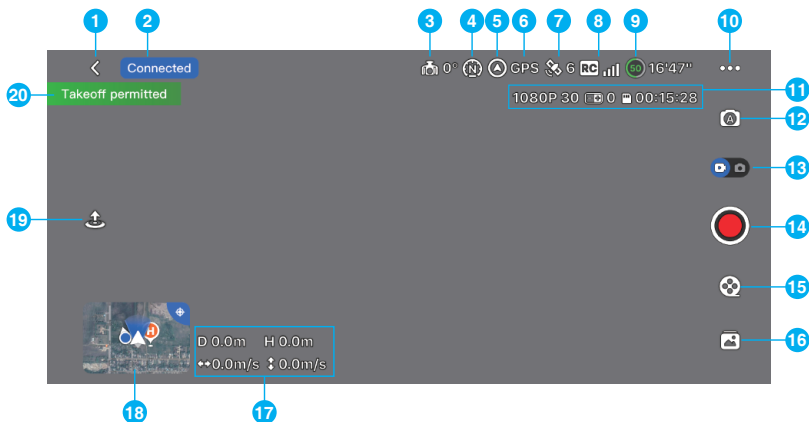 1 2 3 4 5 6 7 8 9 10
Connected 0° N GPS 6 RC 50 16'47"
20 Takeoff permitted
1080P 30 0 00:15:28 11
A 12
13
19 14
15
H
D 0.0m H 0.0m 16
0.0m/s 0.0m/s
18 17